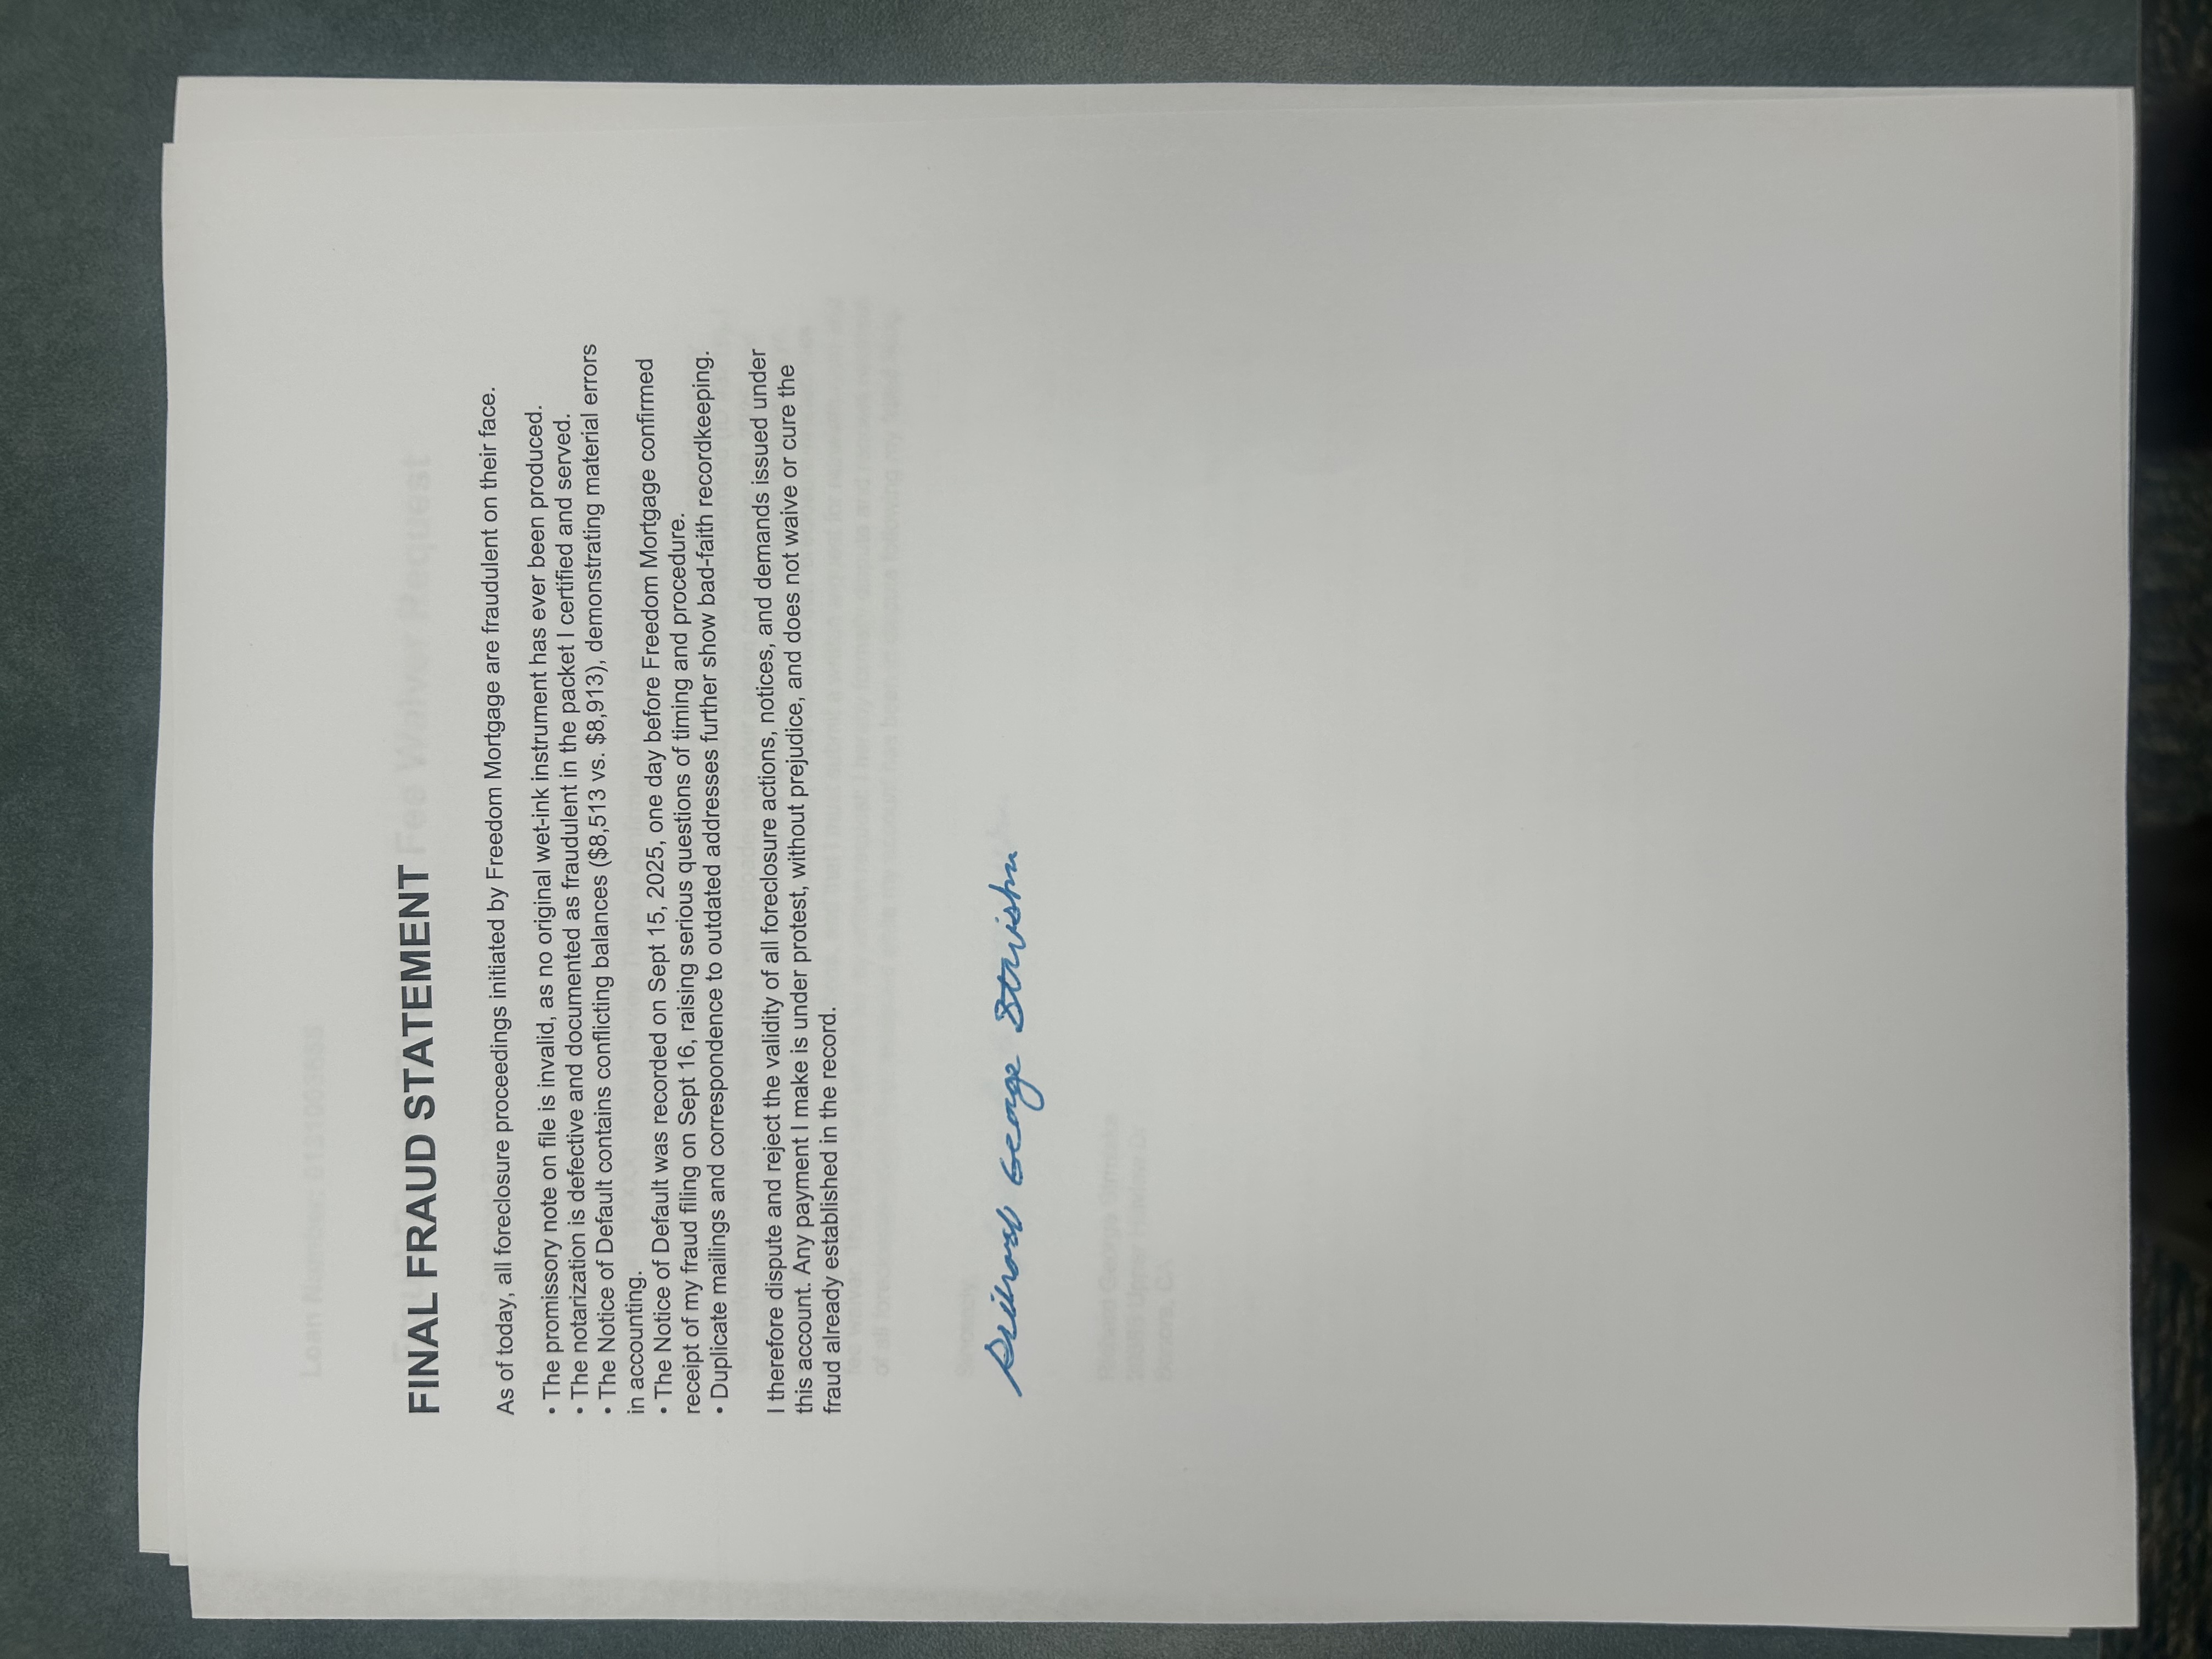 Fee Waiver Request
FINAL FRAUD STATEMENT
As of today, all foreclosure proceedings initiated by Freedom Mortgage are fraudulent on their face.
• The promissory note on file is invalid, as no original wet-ink instrument has ever been produced.
• The notarization is defective and documented as fraudulent in the packet I certified and served.
• The Notice of Default contains conflicting balances ($8,513 vs. $8,913), demonstrating material errors
in accounting.
• The Notice of Default was recorded on Sept 15, 2025, one day before Freedom Mortgage confirmed
receipt of my fraud filing on Sept 16, raising serious questions of timing and procedure.
• Duplicate mailings and correspondence to outdated addresses further show bad-faith recordkeeping.
I therefore dispute and reject the validity of all foreclosure actions, notices, and demands issued under
this account. Any payment I make is under protest, without prejudice, and does not waive or cure the
fraud already established in the record.
Sincerely,
George
Richard George